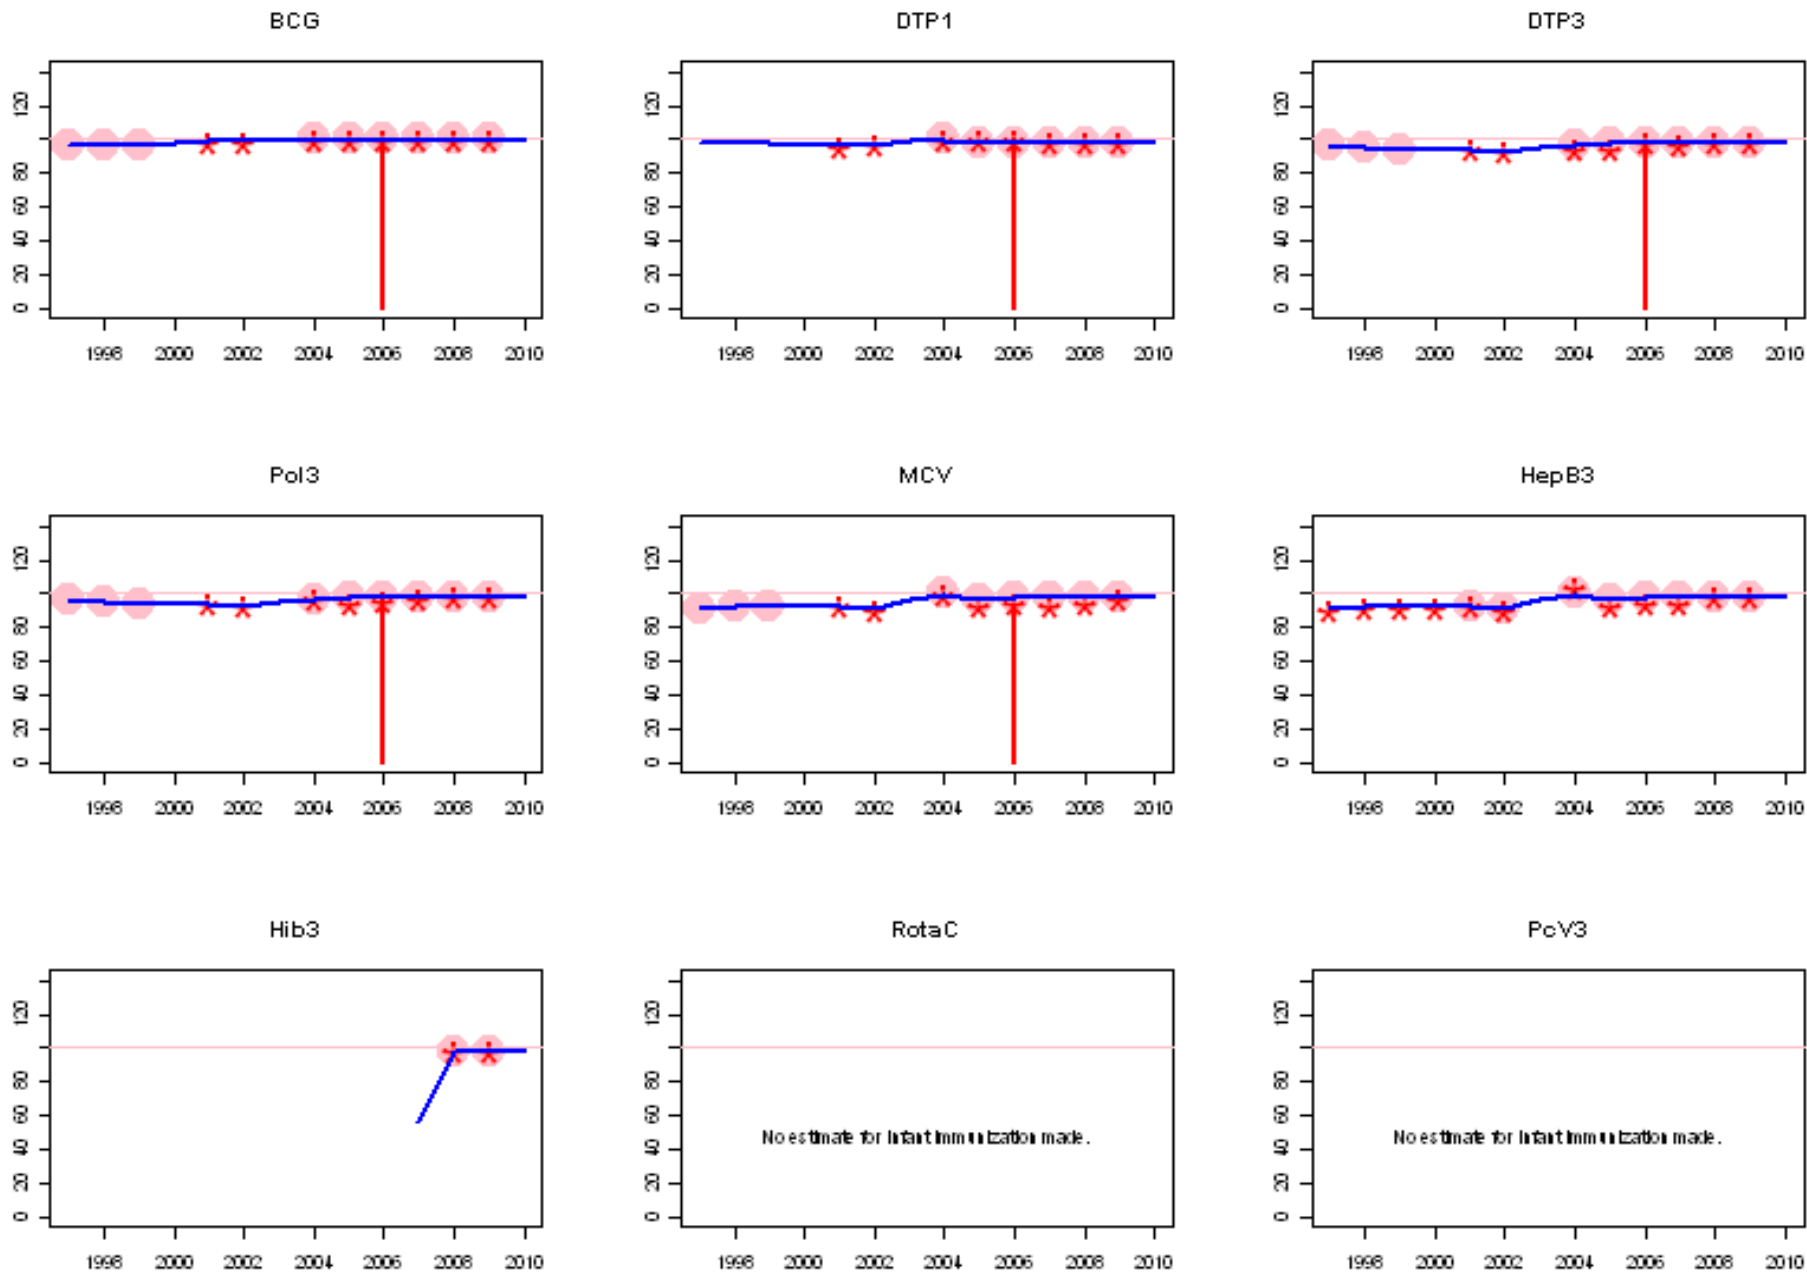 BCG DTP1 DTP3
120 120 120
80 80 80
60 60 60
40 40 40
20 20 20
0 0 0
1998 2000 2002 2004 2006 2008 2010 1998 2000 2002 2004 2006 2008 2010 1998 2000 2002 2004 2006 2008 2010
Pol3 MCV HepB3
120 120 120
80 80 80
60 60 60
40 40 40
20 20 20
0 0 0
1998 2000 2002 2004 2006 2008 2010 1998 2000 2002 2004 2006 2008 2010 1998 2000 2002 2004 2006 2008 2010
Hib3 RotaC PcV3
120 120 120
80 80 80
60 60 60
No estimate for infant immunization made. No estimate for infant immunization made.
40 40 40
20 20 20
0 0 0
1998 2000 2002 2004 2006 2008 2010 1998 2000 2002 2004 2006 2008 2010 1998 2000 2002 2004 2006 2008 2010